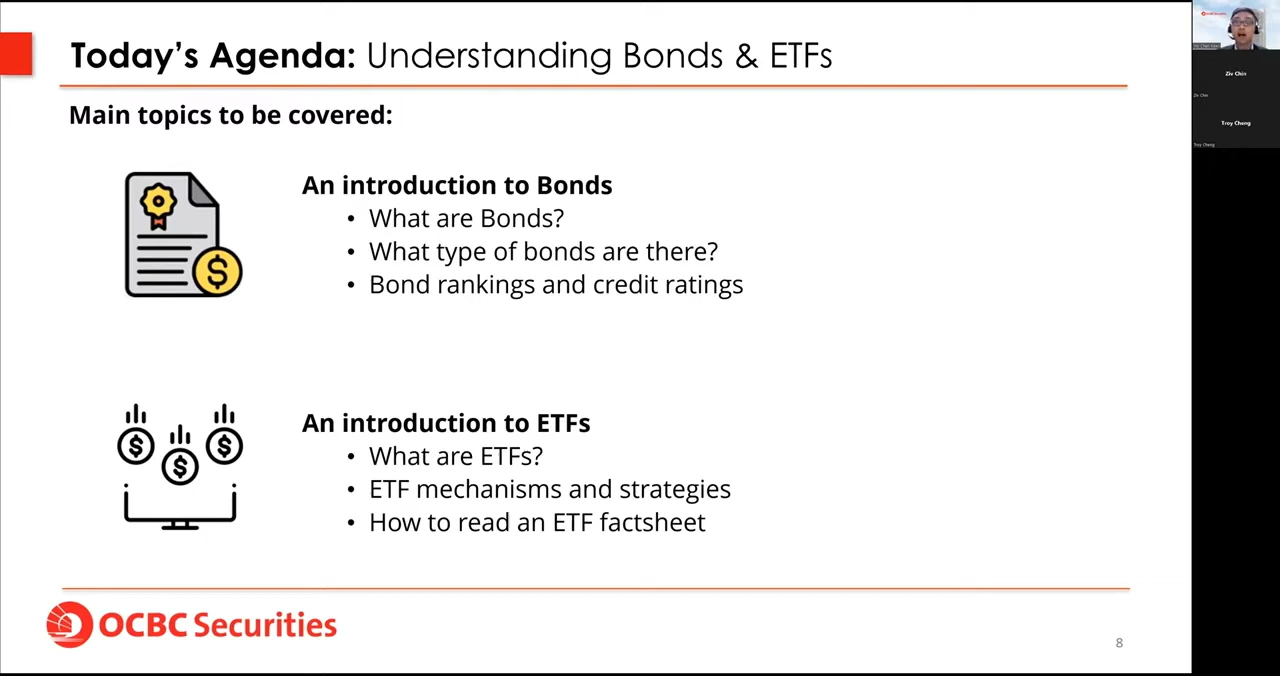 Today's Agenda: Understanding Bonds & ETFs
Main topics to be covered:
An introduction to Bonds
• What are Bonds?
• What type of bonds are there?
• Bond rankings and credit ratings
An introduction to ETFs
• What are ETFs?
• ETF mechanisms and strategies
• How to read an ETF factsheet
OCBC Securities
8
Ziv Chin
Ziv Chin
Troy Cheng
Troy Cheng